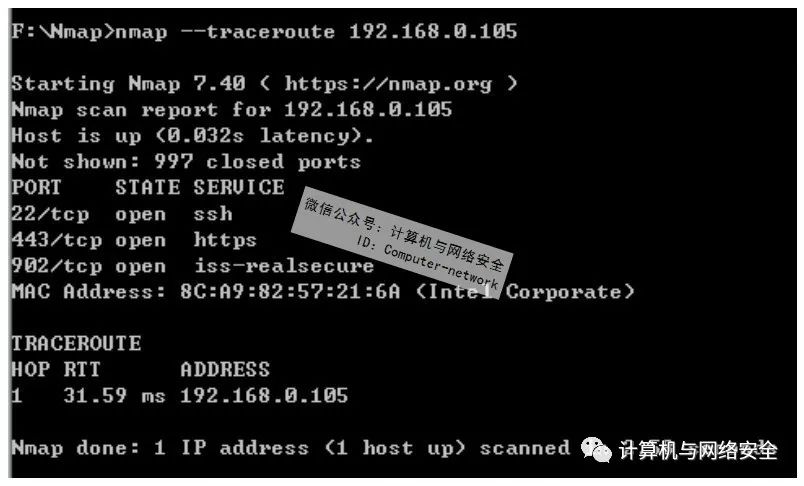 F:\Nmap>nmap --traceroute 192.168.0.105
Starting Nmap 7.40 ( https://nmap.org )
Nmap scan report for 192.168.0.105
Host is up (0.032s latency).
Not shown: 997 closed ports
PORT    STATE SERVICE
22/tcp  open  ssh
443/tcp open  https
902/tcp open  iss-realsecure
MAC Address: 8C:A9:82:57:21:6A (Intel Corporate)
微信公众号: 计算机与网络安全
ID: Computer-network
TRACEROUTE
HOP RTT      ADDRESS
1   31.59 ms 192.168.0.105
Nmap done: 1 IP address (1 host up) scanned
计算机与网络安全